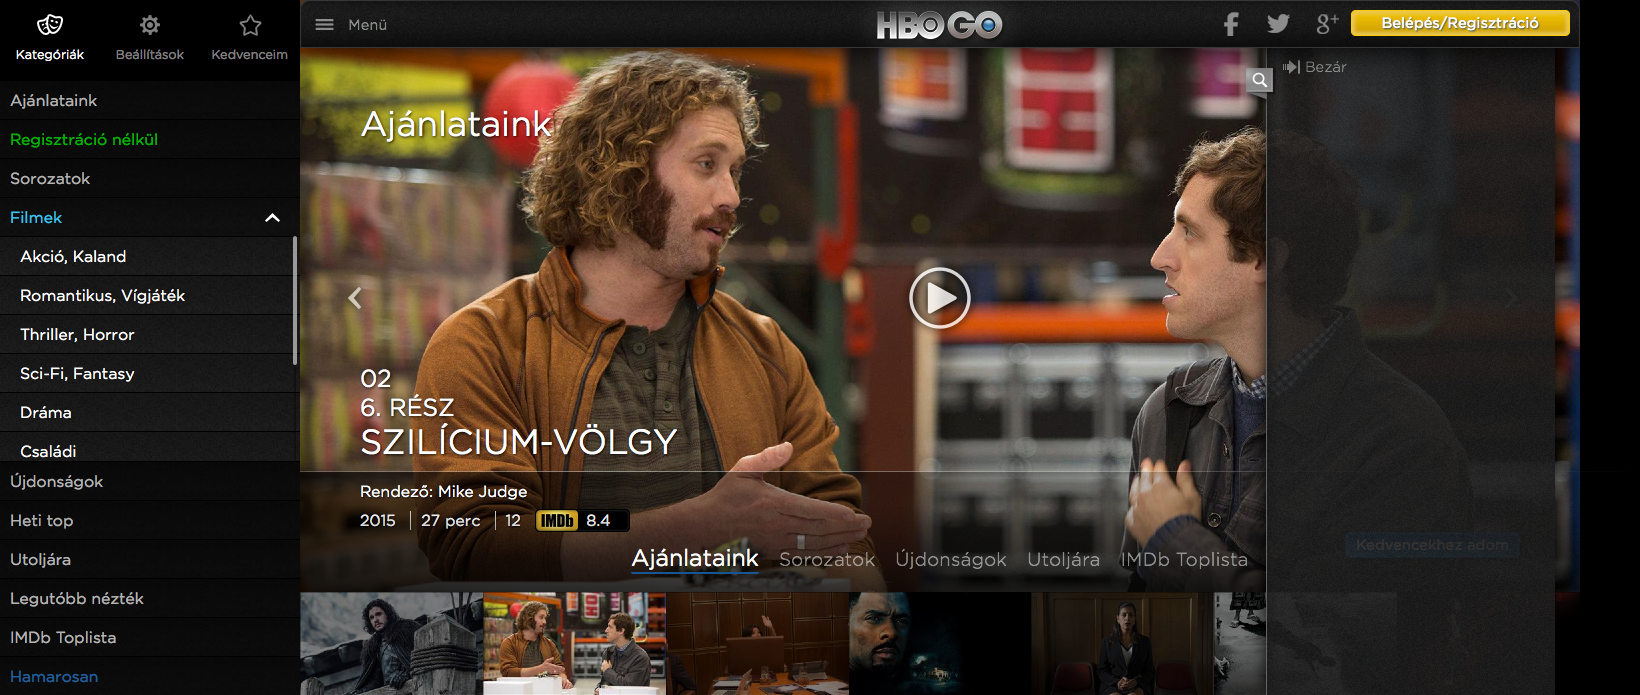 Kategóriák
Beállítások
Kedvenceim
Menü
HBO GO
f
g+
Belépés/Regisztráció
Bezár
Ajánlataink
Regisztráció nélkül
Sorozatok
Filmek
Akció, Kaland
Romantikus, Vígjáték
Thriller, Horror
Sci-Fi, Fantasy
Dráma
Családi
Újdonságok
Heti top
Utoljára
Legutóbb nézték
IMDb Toplista
Hamarosan
Ajánlataink
02
6. RÉSZ
SZILÍCIUM-VÖLGY
Rendező: Mike Judge
2015 27 perc 12 IMDb 8.4
Kedvencekhez adom
Ajánlataink Sorozatok Újdonságok Utoljára IMDb Toplista